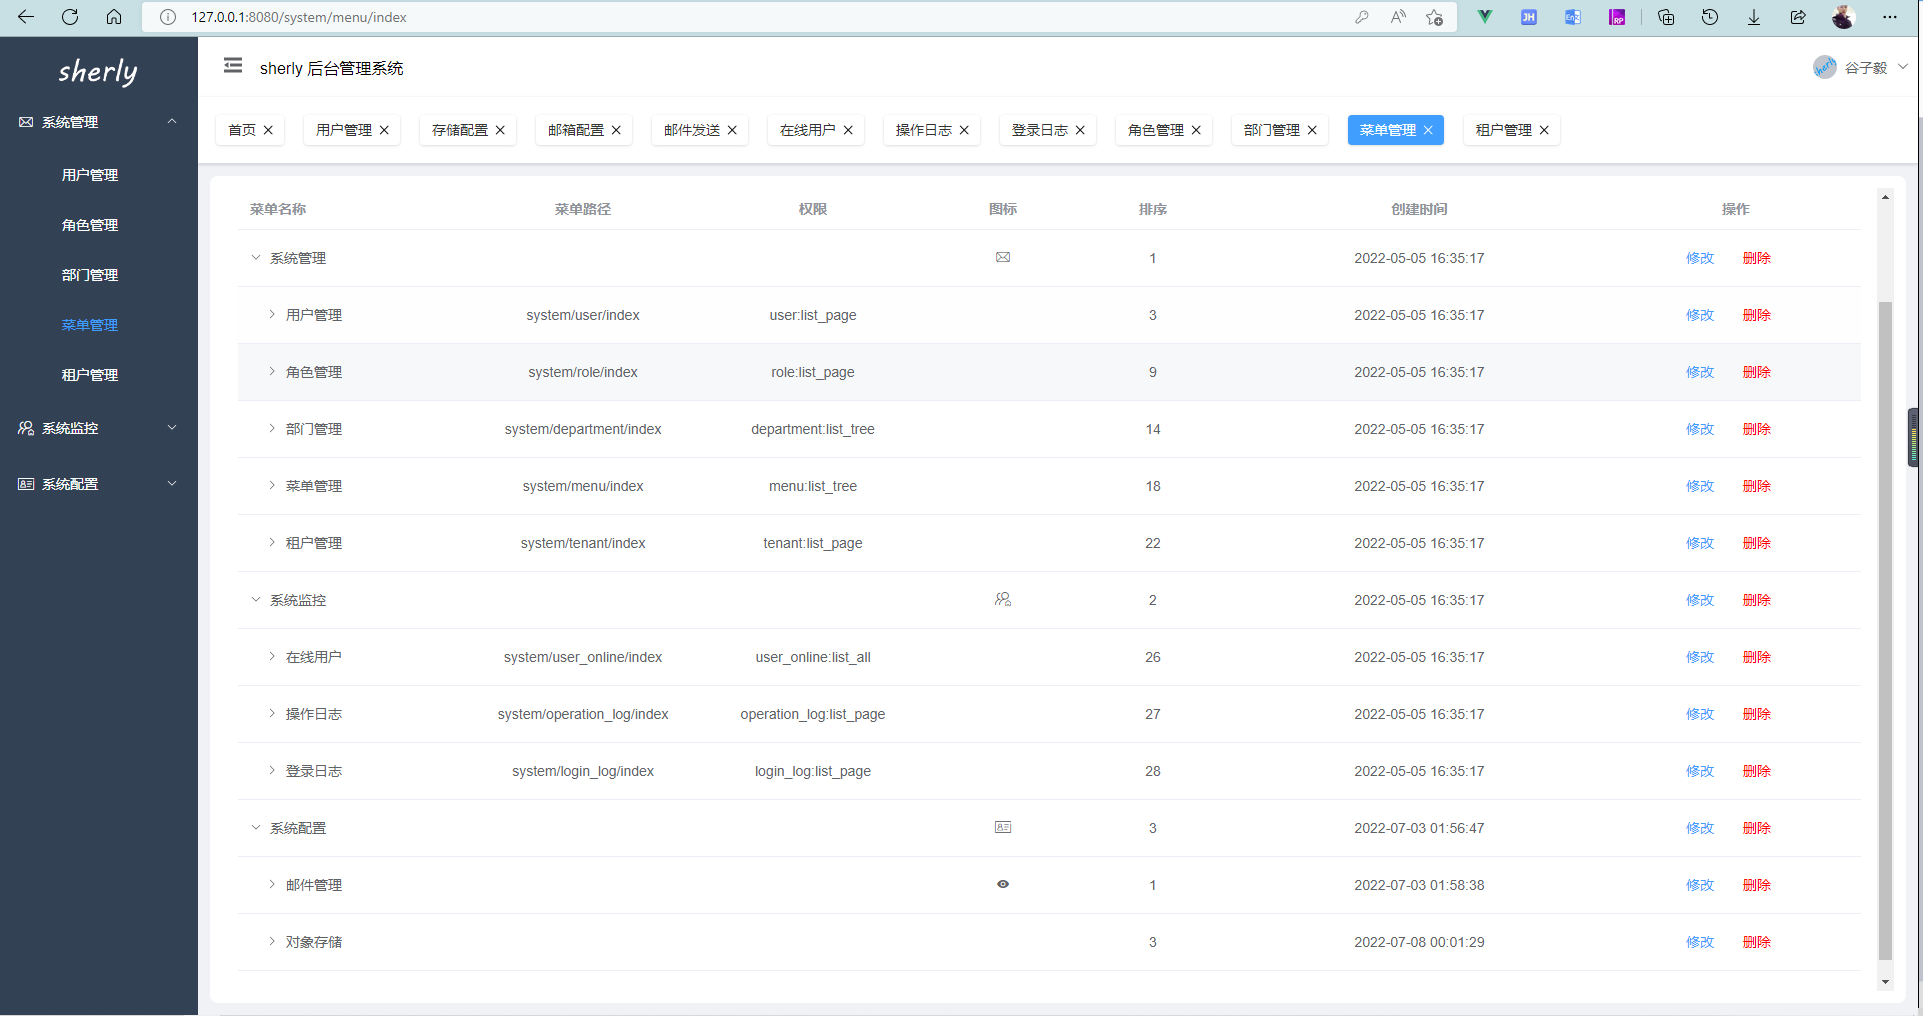 127.0.0.1:8080/system/menu/index
sherly
sherly 后台管理系统
谷子毅
首页 用户管理 存储配置 邮箱配置 邮件发送 在线用户 操作日志 登录日志 角色管理 部门管理 菜单管理 租户管理
系统管理
用户管理
角色管理
部门管理
菜单管理
租户管理
系统监控
系统配置
菜单名称 菜单路径 权限 图标 排序 创建时间 操作
系统管理 1 2022-05-05 16:35:17 修改 删除
用户管理 system/user/index user:list_page 3 2022-05-05 16:35:17 修改 删除
角色管理 system/role/index role:list_page 9 2022-05-05 16:35:17 修改 删除
部门管理 system/department/index department:list_tree 14 2022-05-05 16:35:17 修改 删除
菜单管理 system/menu/index menu:list_tree 18 2022-05-05 16:35:17 修改 删除
租户管理 system/tenant/index tenant:list_page 22 2022-05-05 16:35:17 修改 删除
系统监控 2 2022-05-05 16:35:17 修改 删除
在线用户 system/user_online/index user_online:list_all 26 2022-05-05 16:35:17 修改 删除
操作日志 system/operation_log/index operation_log:list_page 27 2022-05-05 16:35:17 修改 删除
登录日志 system/login_log/index login_log:list_page 28 2022-05-05 16:35:17 修改 删除
系统配置 3 2022-07-03 01:56:47 修改 删除
邮件管理 1 2022-07-03 01:58:38 修改 删除
对象存储 3 2022-07-08 00:01:29 修改 删除